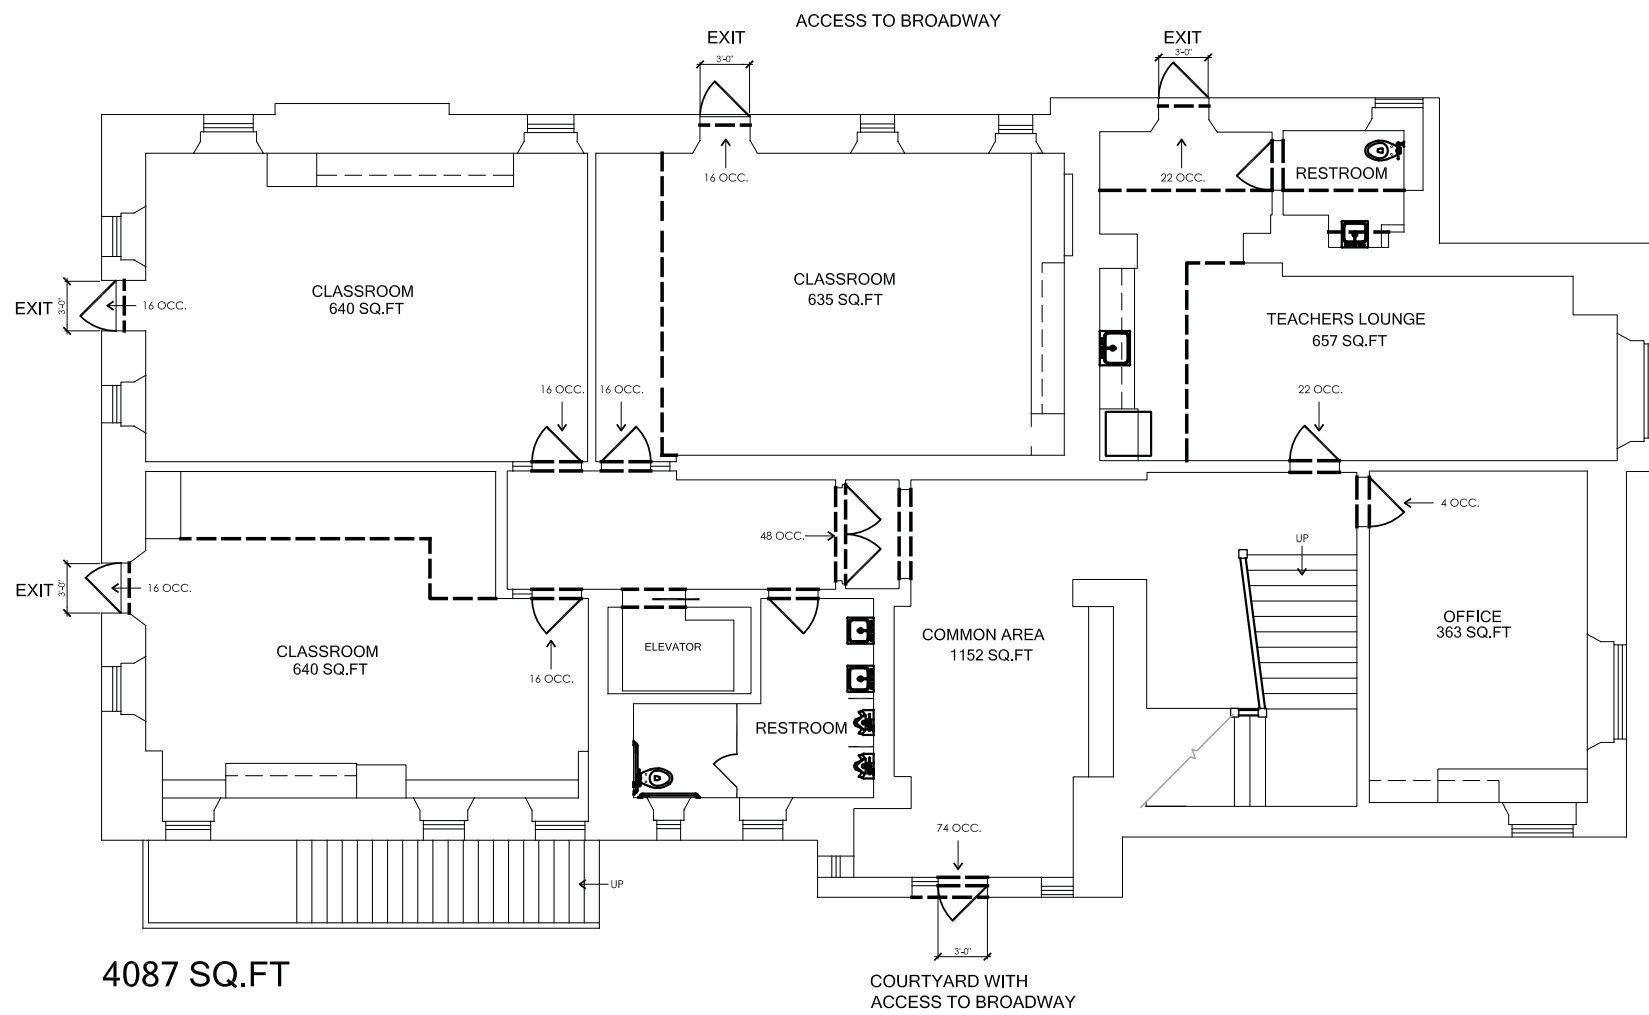 ACCESS TO BROADWAY
EXIT
3'-0"
EXIT
3'-0"
16 OCC.
22 OCC.
RESTROOM
CLASSROOM
640 SQ.FT
CLASSROOM
635 SQ.FT
EXIT
3'-0"
16 OCC.
TEACHERS LOUNGE
657 SQ.FT
16 OCC.
16 OCC.
22 OCC.
4 OCC.
48 OCC.
UP
EXIT
3'-0"
16 OCC.
CLASSROOM
640 SQ.FT
16 OCC.
ELEVATOR
COMMON AREA
1152 SQ.FT
OFFICE
363 SQ.FT
RESTROOM
74 OCC.
UP
3'-0"
4087 SQ.FT
COURTYARD WITH
ACCESS TO BROADWAY